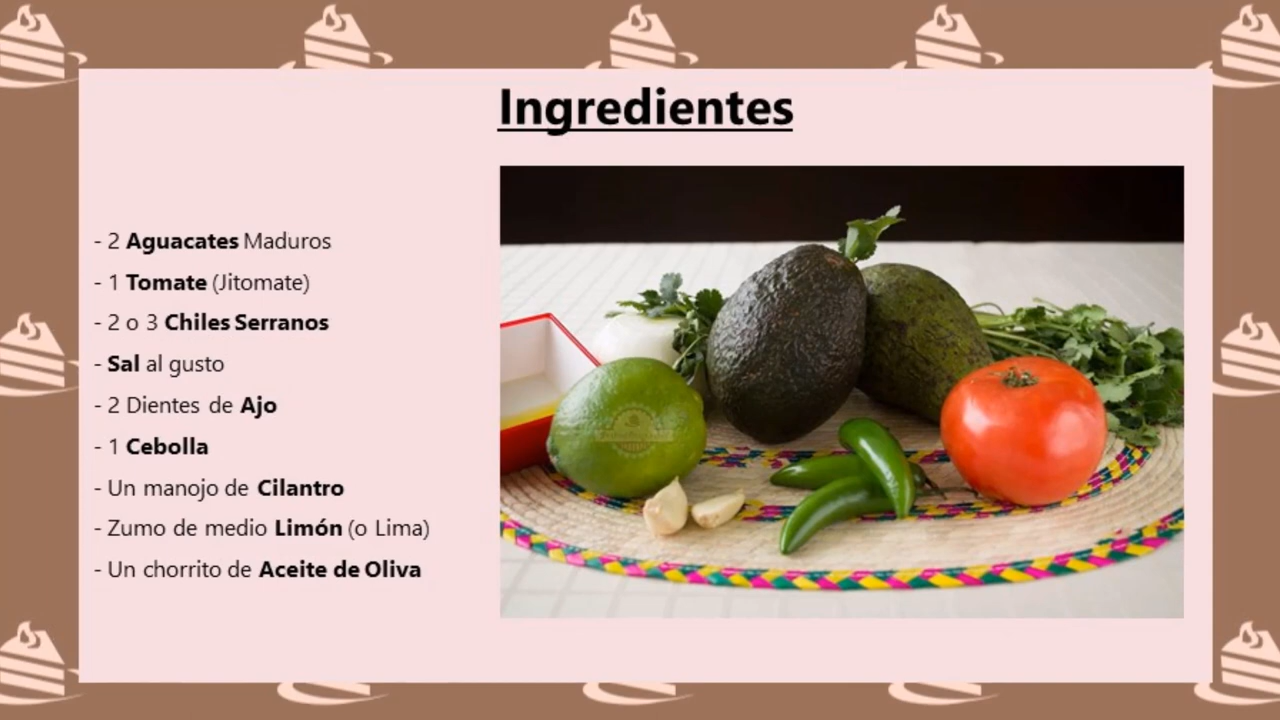 Ingredientes
- 2 Aguacates Maduros
- 1 Tomate (Jitomate)
- 2 o 3 Chiles Serranos
- Sal al gusto
- 2 Dientes de Ajo
- 1 Cebolla
- Un manojo de Cilantro
- Zumo de medio Limón (o Lima)
- Un chorrito de Aceite de Oliva